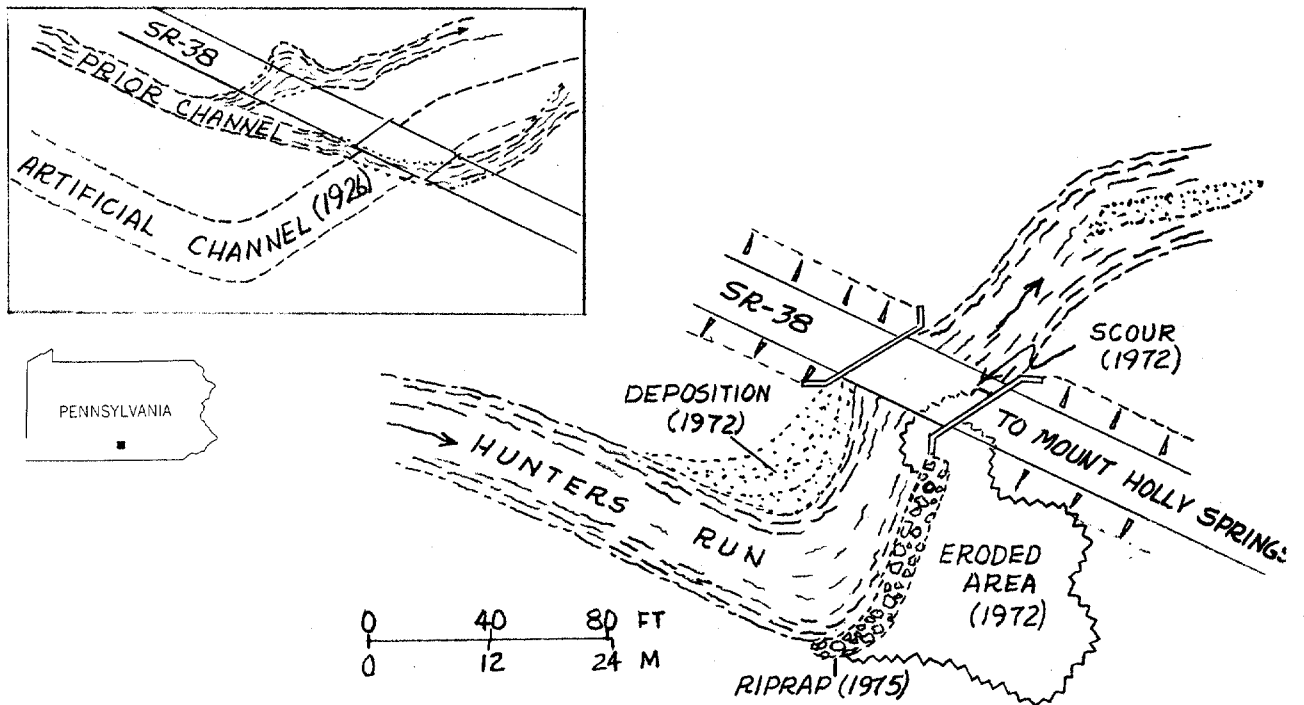 SR-38
PRIOR CHANNEL
ARTIFICIAL CHANNEL (1926)
PENNSYLVANIA
SR-38
SCOUR
(1972)
DEPOSITION
(1972)
TO MOUNT HOLLY SPRINGS
HUNTERS RUN
ERODED
AREA
(1972)
0 40 80 FT
0 12 24 M
RIPRAP (1975)